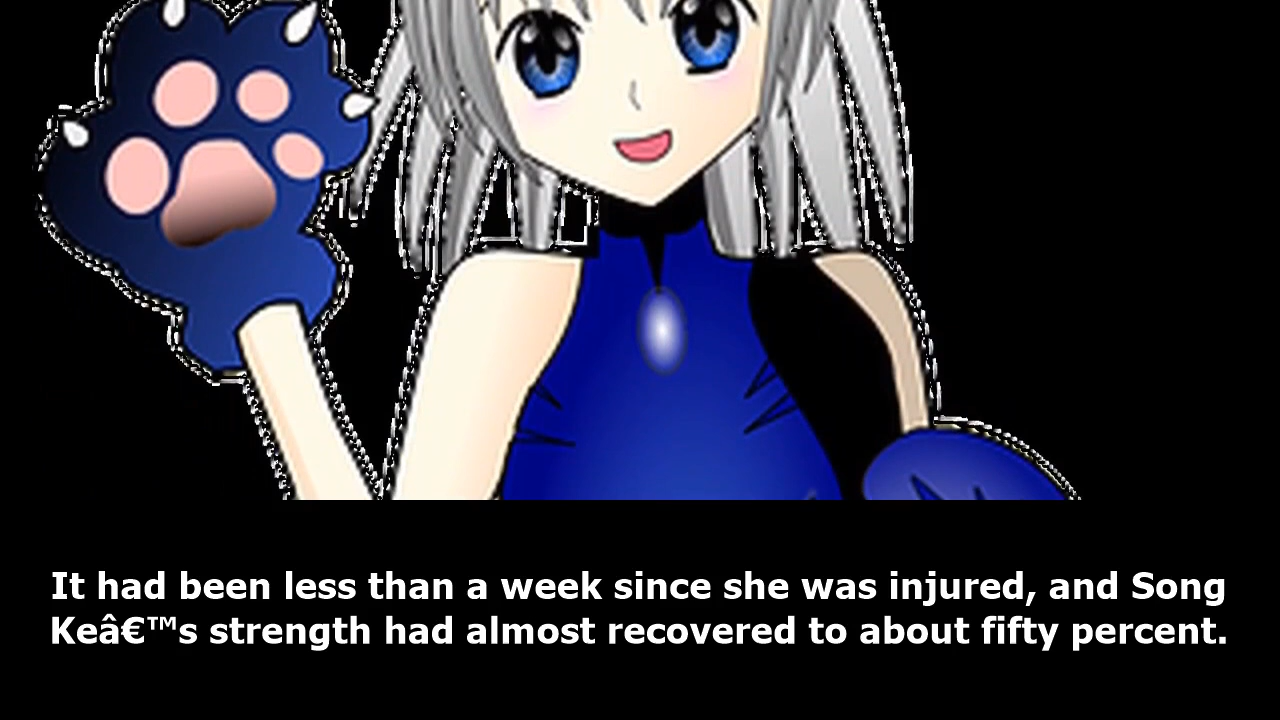 It had been less than a week since she was injured, and Song
Keâ€™s strength had almost recovered to about fifty percent.